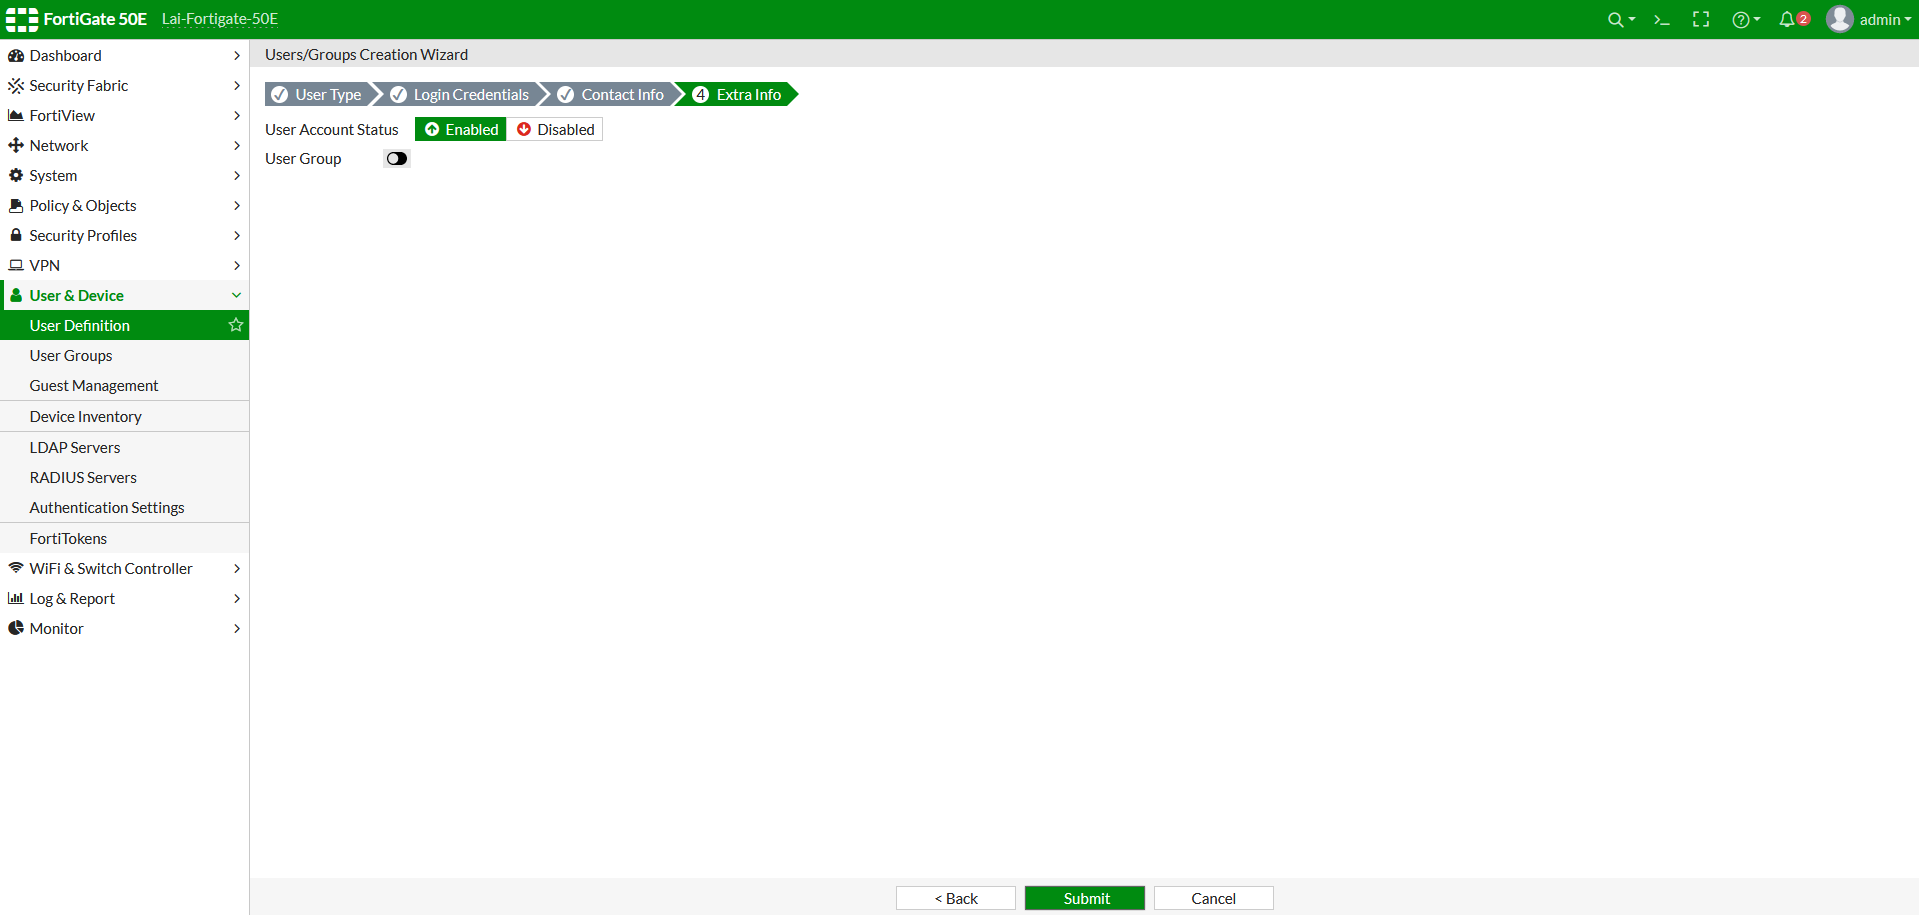 FortiGate 50E Lai-Fortigate-50E
2 admin
Dashboard
Security Fabric
FortiView
Network
System
Policy & Objects
Security Profiles
VPN
User & Device
User Definition
User Groups
Guest Management
Device Inventory
LDAP Servers
RADIUS Servers
Authentication Settings
FortiTokens
WiFi & Switch Controller
Log & Report
Monitor
Users/Groups Creation Wizard
User Type Login Credentials Contact Info 4 Extra Info
User Account Status Enabled Disabled
User Group
< Back Submit Cancel